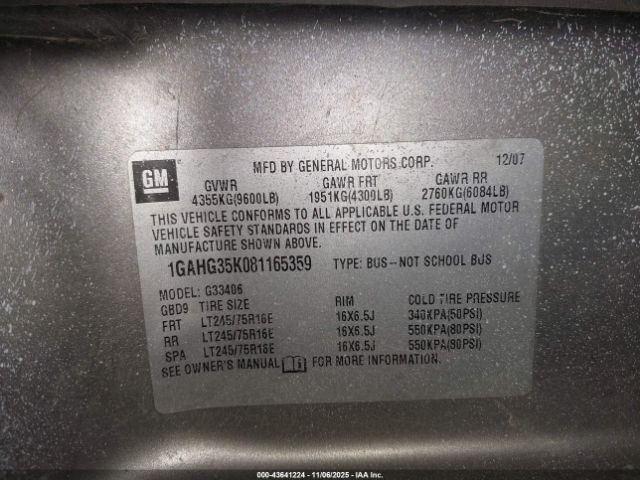 GM
MFD BY GENERAL MOTORS CORP. 12/07
GVWR GAWR FRT GAWR RR
4355KG(9600LB) 1951KG(4300LB) 2760KG(6084LB)
THIS VEHICLE CONFORMS TO ALL APPLICABLE U.S. FEDERAL MOTOR
VEHICLE SAFETY STANDARDS IN EFFECT ON THE DATE OF
MANUFACTURE SHOWN ABOVE.
1GAHG35K081165359 TYPE: BUS–NOT SCHOOL BUS
MODEL: G33406
GBD9 TIRE SIZE RIM COLD TIRE PRESSURE
FRT LT245/75R16E 16X6.5J 340KPA(50PSI)
RR LT245/75R16E 16X6.5J 550KPA(80PSI)
SPA LT245/75R16E 16X6.5J 550KPA(80PSI)
SEE OWNER'S MANUAL FOR MORE INFORMATION.
000-43641224 - 11/06/2025 - IAA Inc.